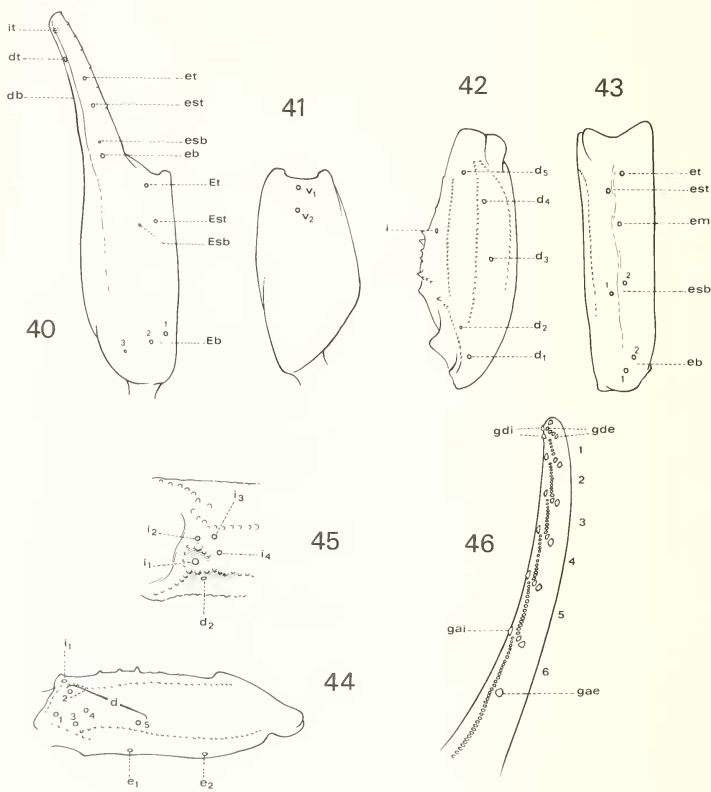 40
it
dt
db
et
est
esb
eb
Et
Est
Esb
1
2
3
Eb
41
v1
v2
42
i
d5
d4
d3
d2
d1
43
et
est
em
2
1
esb
2
1
eb
45
i3
i2
i4
i1
d2
44
i1
2
d
1
3
4
5
e1
e2
46
gdi
gde
1
2
3
4
5
6
gai
gae